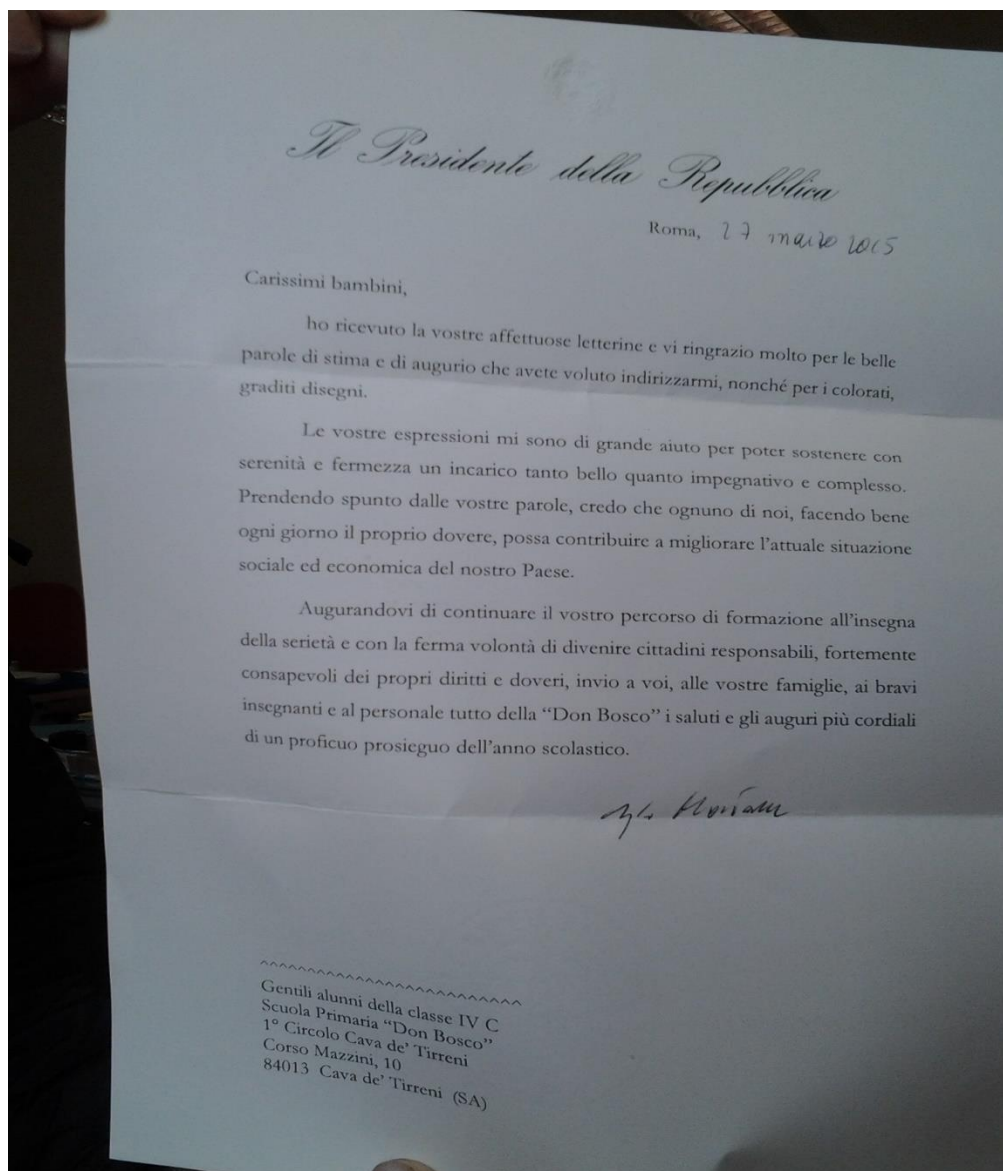 Il Presidente della Repubblica
Roma, 27 marzo 2015
Carissimi bambini,
ho ricevuto la vostre affettuose letterine e vi ringrazio molto per le belle
parole di stima e di augurio che avete voluto indirizzarmi, nonché per i colorati,
graditi disegni.
Le vostre espressioni mi sono di grande aiuto per poter sostenere con
serenità e fermezza un incarico tanto bello quanto impegnativo e complesso.
Prendendo spunto dalle vostre parole, credo che ognuno di noi, facendo bene
ogni giorno il proprio dovere, possa contribuire a migliorare l'attuale situazione
sociale ed economica del nostro Paese.
Augurandovi di continuare il vostro percorso di formazione all'insegna
della serietà e con la ferma volontà di divenire cittadini responsabili, fortemente
consapevoli dei propri diritti e doveri, invio a voi, alle vostre famiglie, ai bravi
insegnanti e al personale tutto della “Don Bosco” i saluti e gli auguri più cordiali
di un proficuo prosieguo dell'anno scolastico.
^^^^^^^^^^^^^^^^^^^^^^^^^^
Gentili alunni della classe IV C
Scuola Primaria “Don Bosco”
1° Circolo Cava de' Tirreni
Corso Mazzini, 10
84013 Cava de' Tirreni (SA)